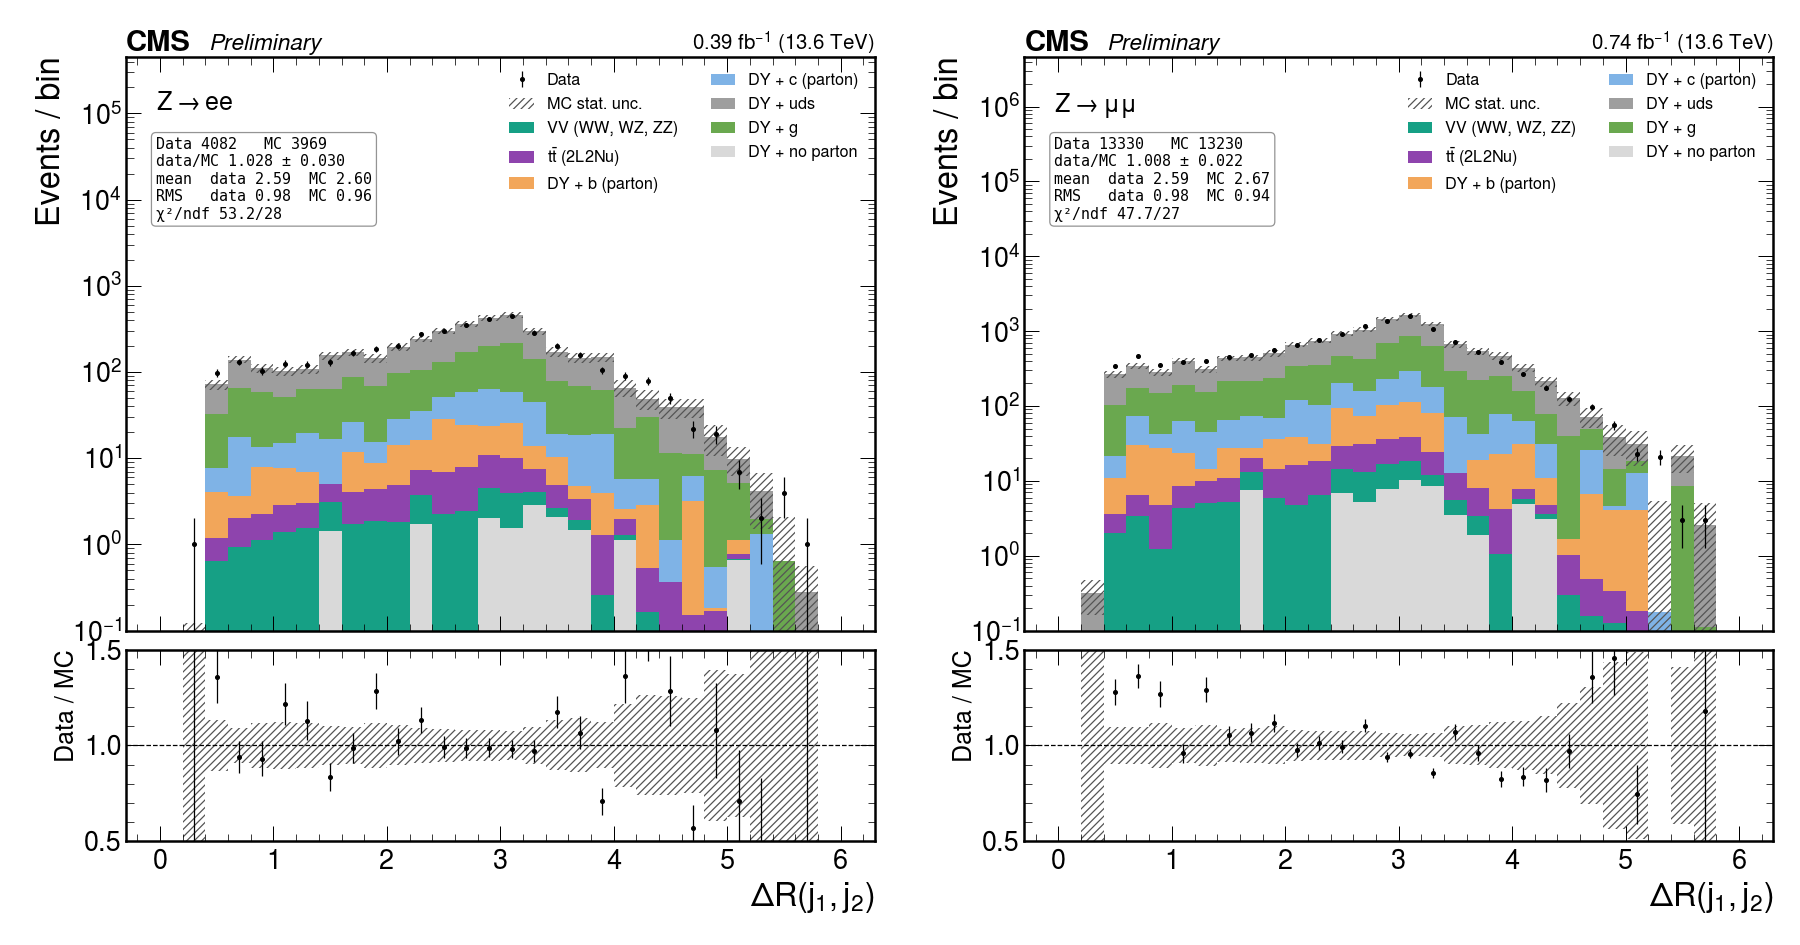 CMS Preliminary 0.39 fb⁻¹ (13.6 TeV)
Events / bin
Z → ee
Data 4082 MC 3969
data/MC 1.028 ± 0.030
mean data 2.59 MC 2.60
RMS data 0.98 MC 0.96
χ²/ndf 53.2/28
Data
MC stat. unc.
VV (WW, WZ, ZZ)
tt̄ (2L2Nu)
DY + b (parton)
DY + c (parton)
DY + uds
DY + g
DY + no parton
10⁵
10⁴
10³
10²
10¹
10⁰
10⁻¹
Data / MC
1.5
1.0
0.5
0 1 2 3 4 5 6
ΔR(j₁, j₂)
CMS Preliminary 0.74 fb⁻¹ (13.6 TeV)
Events / bin
Z → μμ
Data 13330 MC 13230
data/MC 1.008 ± 0.022
mean data 2.59 MC 2.67
RMS data 0.98 MC 0.94
χ²/ndf 47.7/27
Data
MC stat. unc.
VV (WW, WZ, ZZ)
tt̄ (2L2Nu)
DY + b (parton)
DY + c (parton)
DY + uds
DY + g
DY + no parton
10⁶
10⁵
10⁴
10³
10²
10¹
10⁰
10⁻¹
Data / MC
1.5
1.0
0.5
0 1 2 3 4 5 6
ΔR(j₁, j₂)